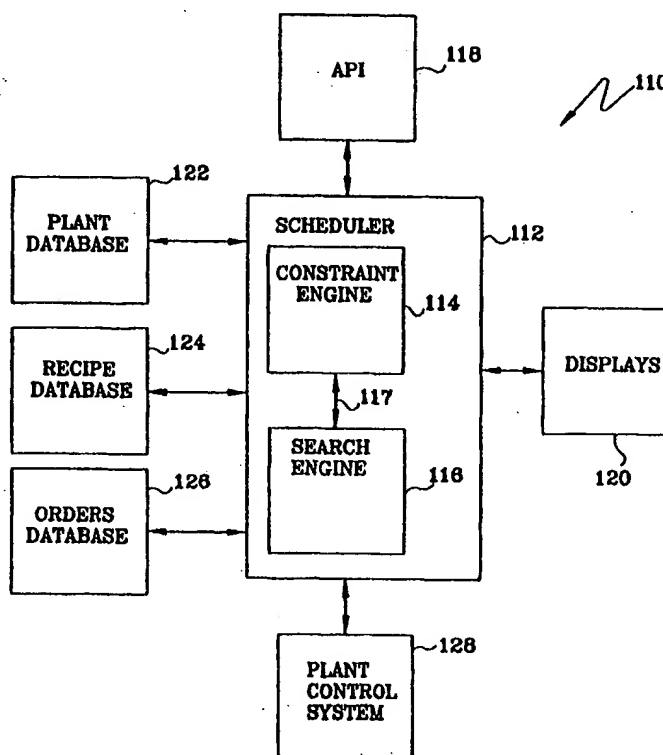 API
118
110
122
PLANT
DATABASE
SCHEDULER
112
CONSTRAINT
ENGINE
114
124
RECIPE
DATABASE
117
DISPLAYS
120
SEARCH
ENGINE
116
126
ORDERS
DATABASE
128
PLANT
CONTROL
SYSTEM